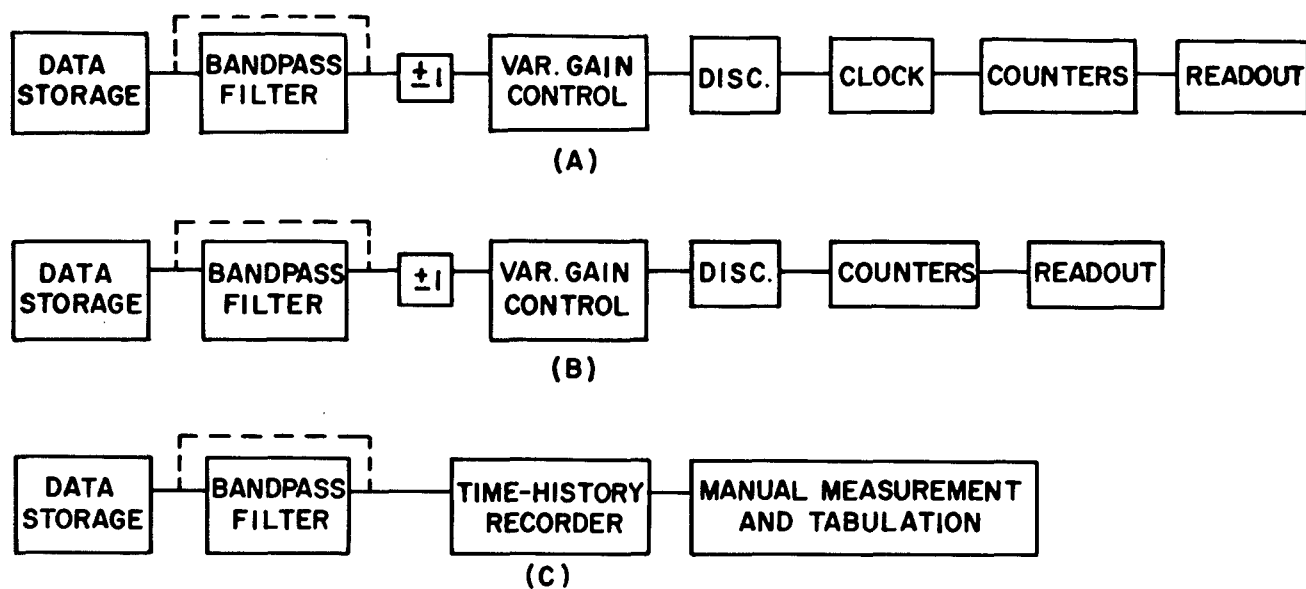 DATA STORAGE
BANDPASS FILTER
±1
VAR. GAIN CONTROL
DISC.
CLOCK
COUNTERS
READOUT
(A)
DATA STORAGE
BANDPASS FILTER
±1
VAR. GAIN CONTROL
DISC.
COUNTERS
READOUT
(B)
DATA STORAGE
BANDPASS FILTER
TIME-HISTORY RECORDER
MANUAL MEASUREMENT AND TABULATION
(C)